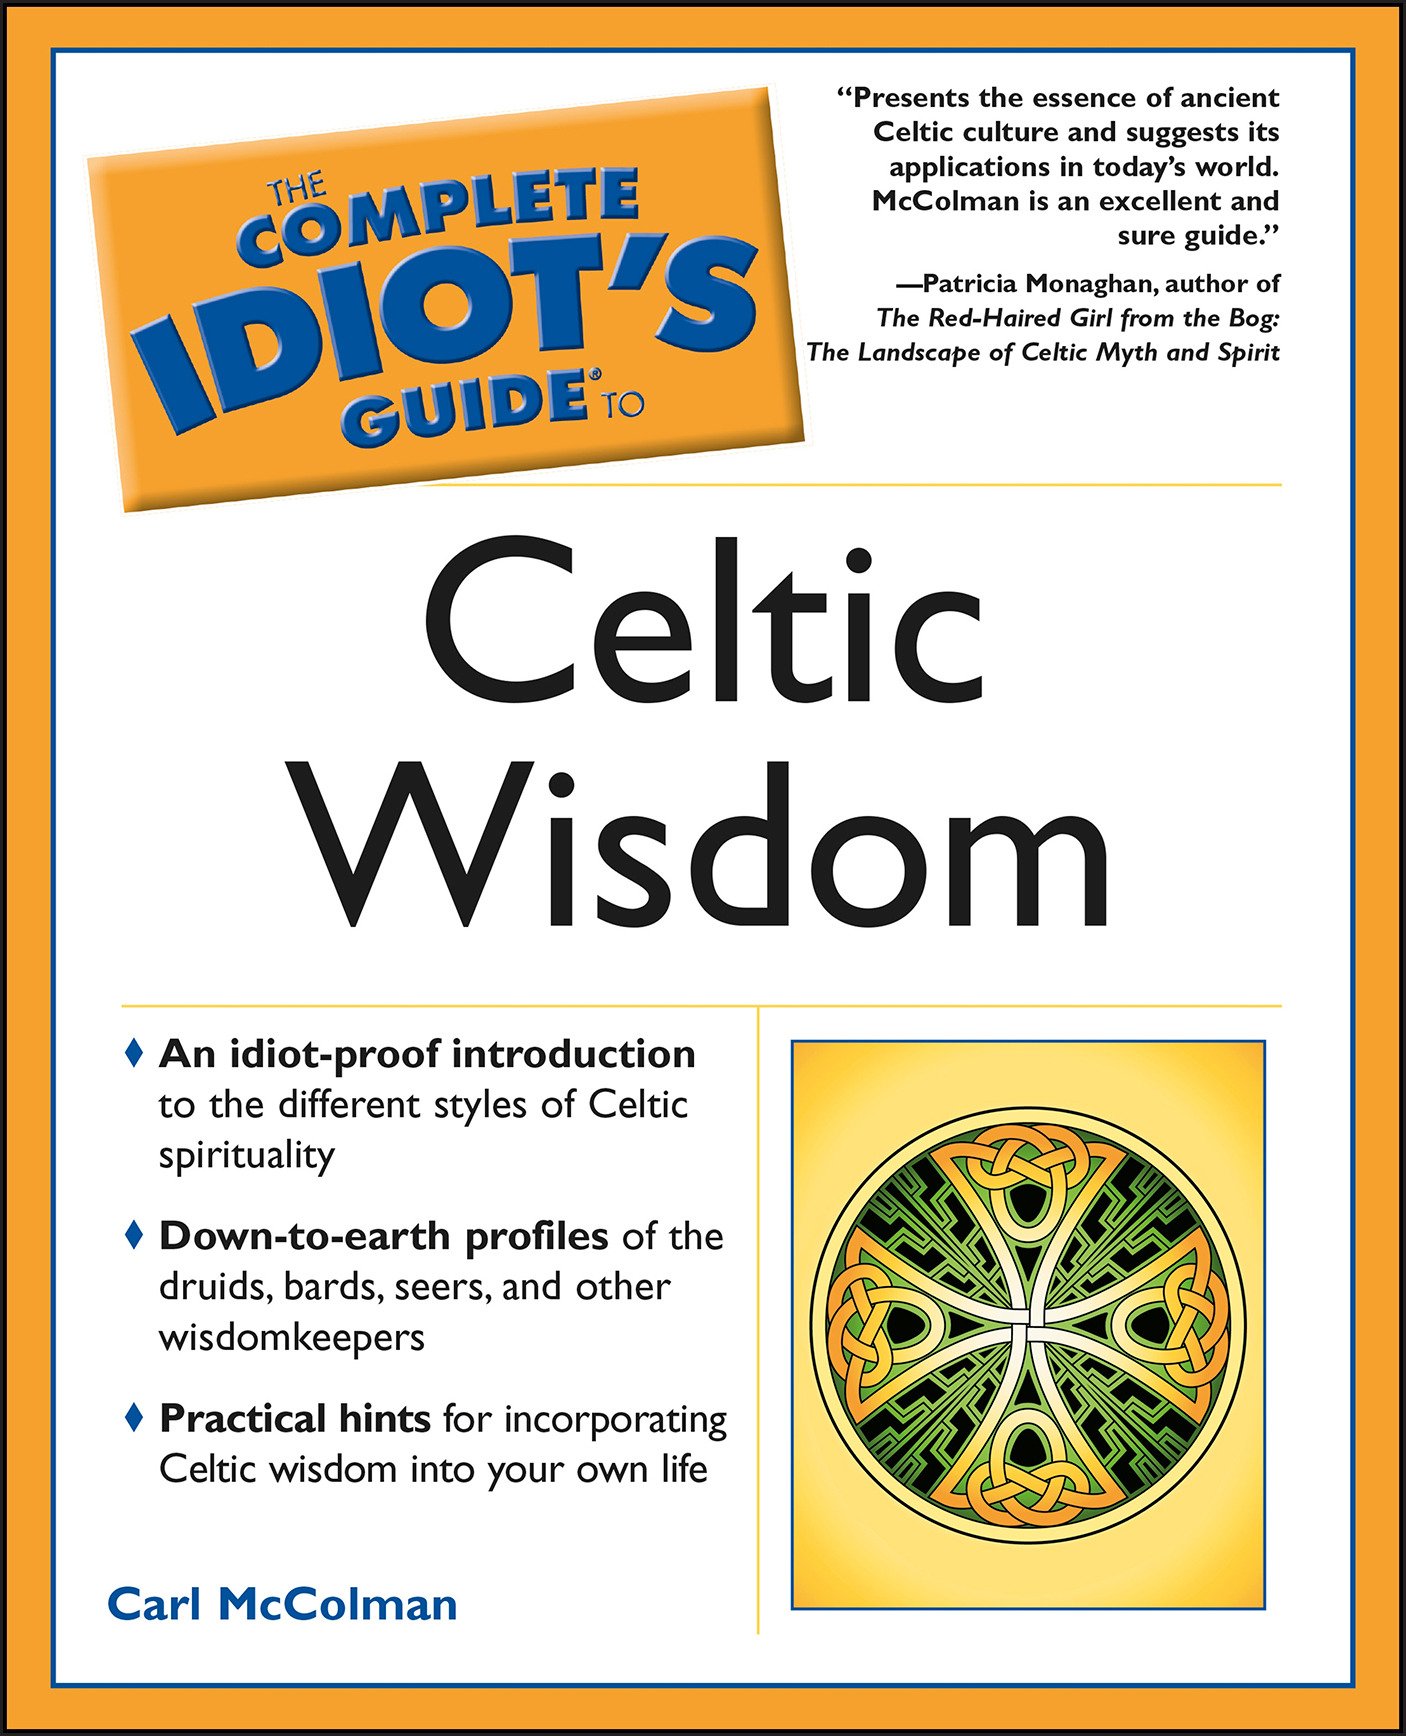 THE
COMPLETE
IDIOT'S
GUIDE® TO
“Presents the essence of ancient
Celtic culture and suggests its
applications in today’s world.
McColman is an excellent and
sure guide.”
—Patricia Monaghan, author of
The Red-Haired Girl from the Bog:
The Landscape of Celtic Myth and Spirit
Celtic
Wisdom
♦ An idiot-proof introduction
to the different styles of Celtic
spirituality
♦ Down-to-earth profiles of the
druids, bards, seers, and other
wisdomkeepers
♦ Practical hints for incorporating
Celtic wisdom into your own life
Carl McColman